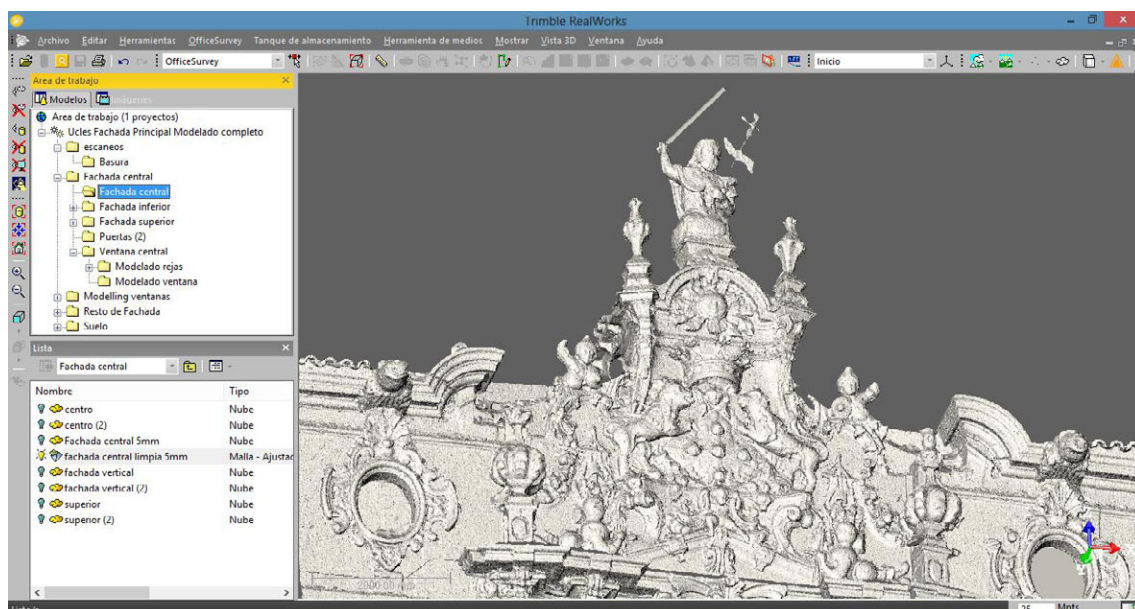 Trimble RealWorks
Archivo Editar Herramientas OfficeSurvey Tanque de almacenamiento Herramienta de medios Mostrar Vista 3D Ventana Ayuda
OfficeSurvey Inicio
Area de trabajo
Modelos Imágenes
Area de trabajo (1 proyectos)
Ucles Fachada Principal Modelado completo
escaneos
Basura
Fachada central
Fachada central
Fachada inferior
Fachada superior
Puertas (2)
Ventana central
Modelado rejas
Modelado ventana
Modelling ventanas
Resto de Fachada
Suelo
Lista
Fachada central
Nombre Tipo
centro Nube
centro (2) Nube
Fachada central 5mm Nube
fachada central limpia 5mm Malla - Ajustad
fachada vertical Nube
fachada vertical (2) Nube
superior Nube
superior (2) Nube
25 Mpts